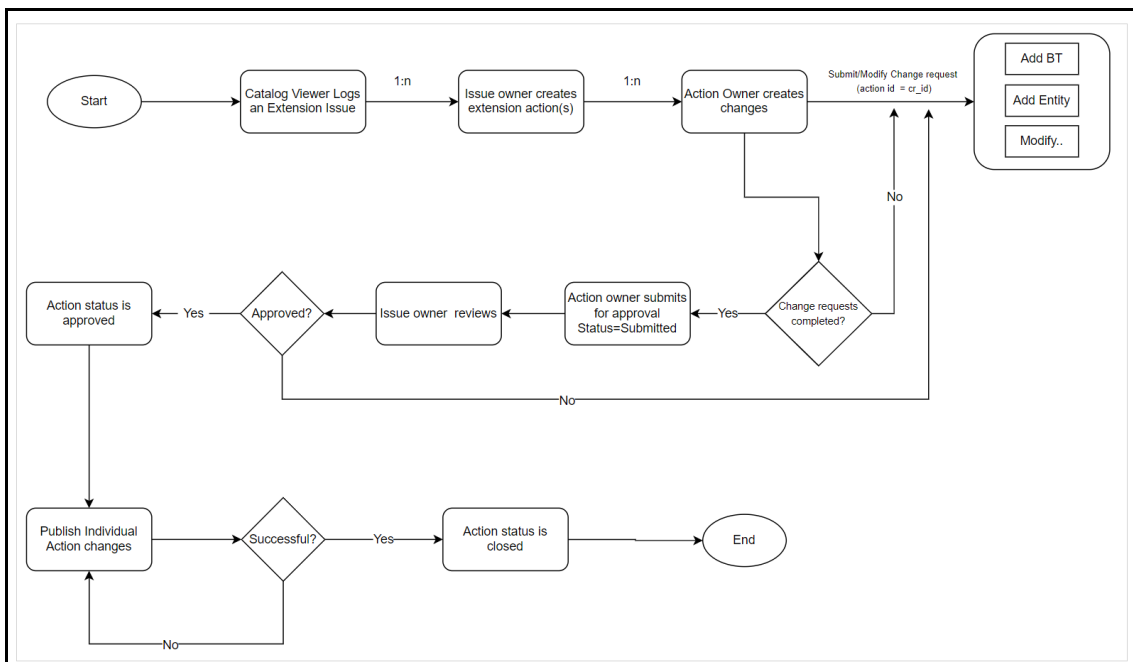 Start
Catalog Viewer Logs
an Extension Issue
1:n
Issue owner creates
extension action(s)
1:n
Action Owner creates
changes
Submit/Modify Change request
(action id = cr_id)
Add BT
Add Entity
Modify..
No
Action status is
approved
Yes
Approved?
Issue owner reviews
Action owner submits
for approval
Status=Submitted
Yes
Change requests
completed?
No
Publish Individual
Action changes
Successful?
Yes
Action status is
closed
End
No